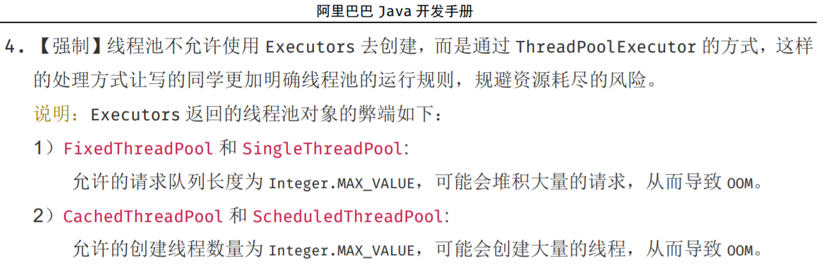 阿里巴巴 Java 开发手册
4. 【强制】线程池不允许使用 Executors 去创建，而是通过 ThreadPoolExecutor 的方式，这样
的处理方式让写的同学更加明确线程池的运行规则，规避资源耗尽的风险。
说明：Executors 返回的线程池对象的弊端如下：
1）FixedThreadPool 和 SingleThreadPool:
允许的请求队列长度为 Integer.MAX_VALUE，可能会堆积大量的请求，从而导致 OOM。
2）CachedThreadPool 和 ScheduledThreadPool:
允许的创建线程数量为 Integer.MAX_VALUE，可能会创建大量的线程，从而导致 OOM。